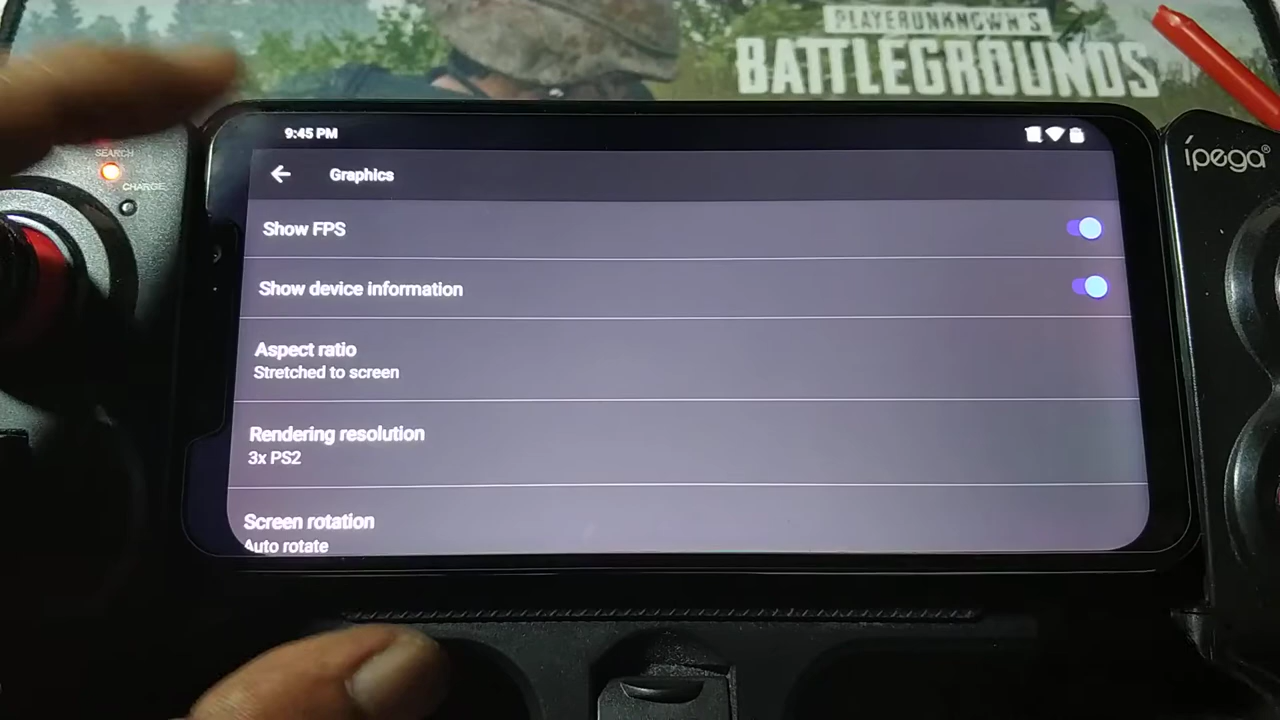 PLAYERUNKNOWN'S
BATTLEGROUNDS
ípega®
SEARCH
CHARGE
9:45 PM
Graphics
Show FPS
Show device information
Aspect ratio
Stretched to screen
Rendering resolution
3x PS2
Screen rotation
Auto rotate